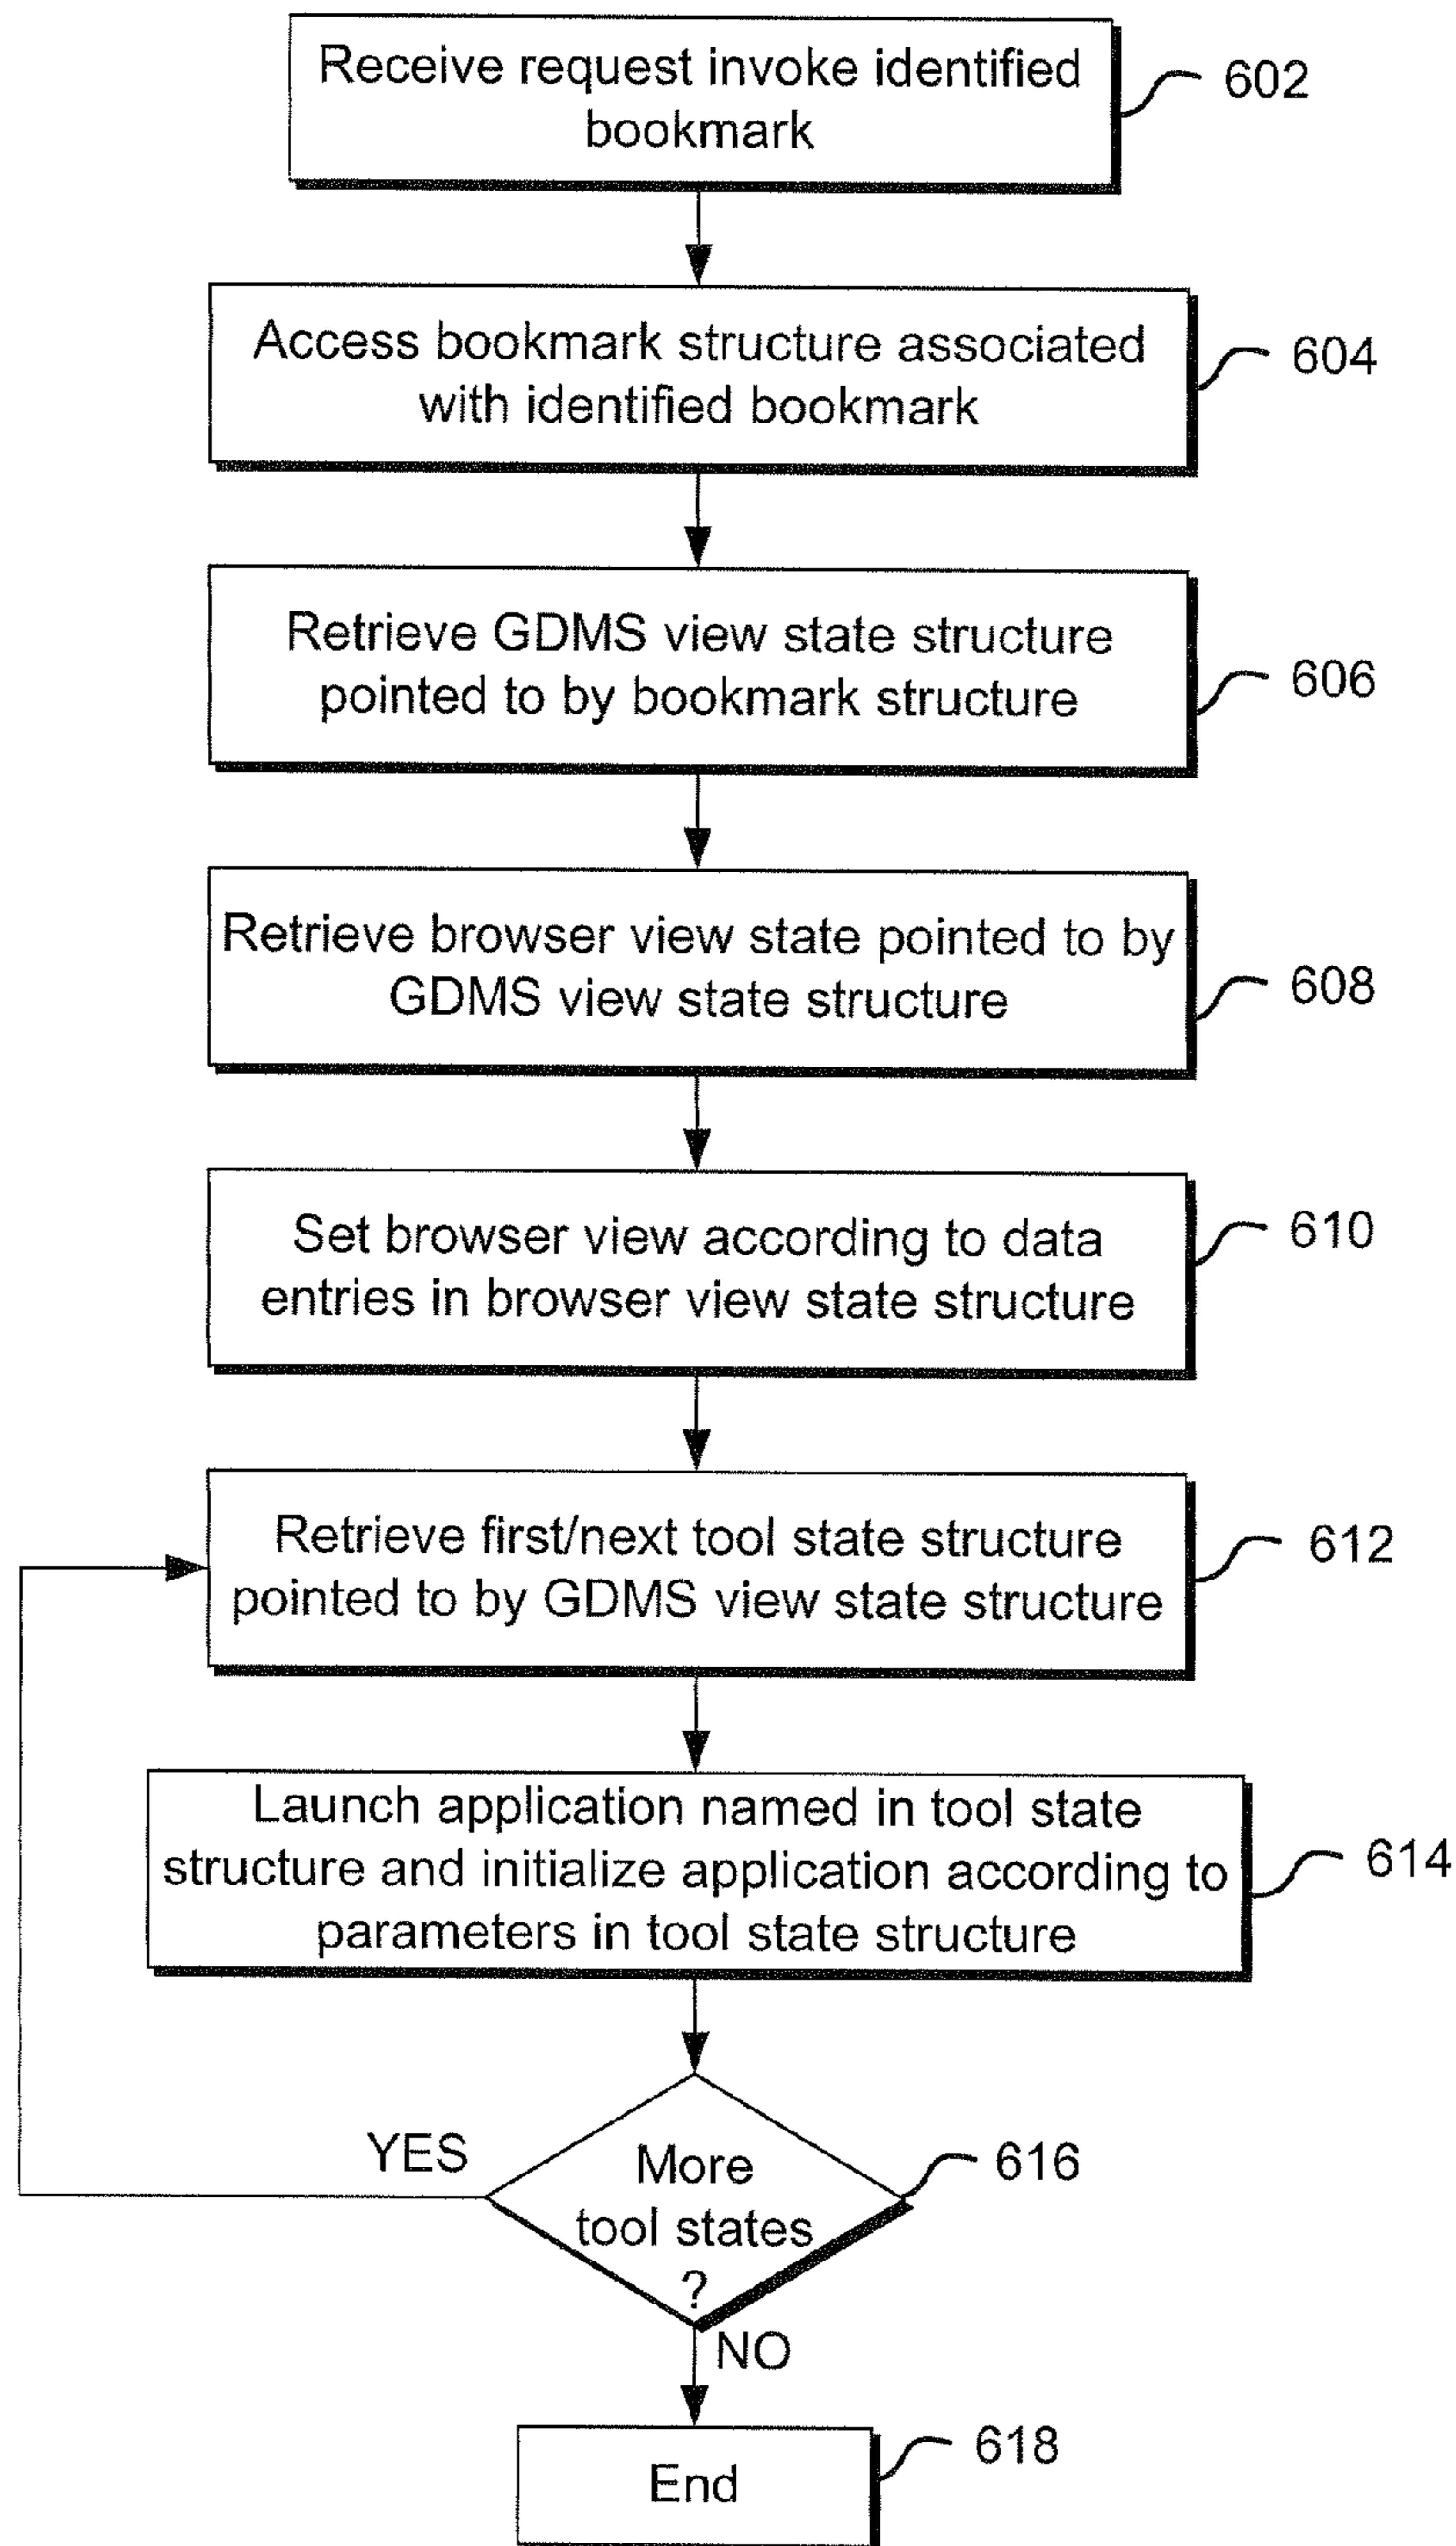 Receive request invoke identified
bookmark
602
Access bookmark structure associated
with identified bookmark
604
Retrieve GDMS view state structure
pointed to by bookmark structure
606
Retrieve browser view state pointed to by
GDMS view state structure
608
Set browser view according to data
entries in browser view state structure
610
Retrieve first/next tool state structure
pointed to by GDMS view state structure
612
Launch application named in tool state
structure and initialize application according to
parameters in tool state structure
614
YES
More
tool states
?
616
NO
End
618